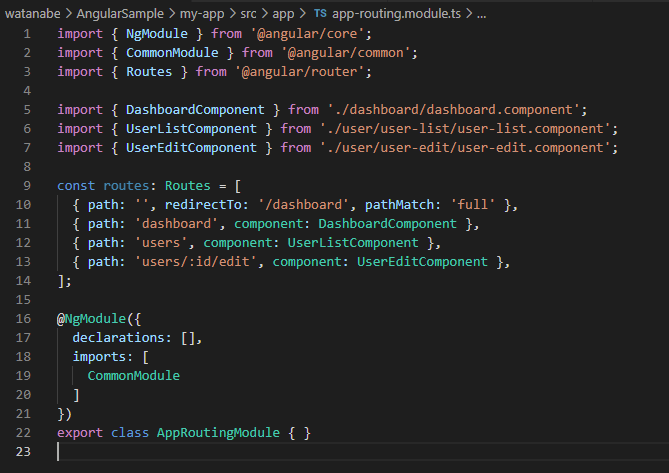 watanabe > AngularSample > my-app > src > app > TS app-routing.module.ts > ...
1 import { NgModule } from '@angular/core';
2 import { CommonModule } from '@angular/common';
3 import { Routes } from '@angular/router';
4
5 import { DashboardComponent } from './dashboard/dashboard.component';
6 import { UserListComponent } from './user/user-list/user-list.component';
7 import { UserEditComponent } from './user/user-edit/user-edit.component';
8
9 const routes: Routes = [
10   { path: '', redirectTo: '/dashboard', pathMatch: 'full' },
11   { path: 'dashboard', component: DashboardComponent },
12   { path: 'users', component: UserListComponent },
13   { path: 'users/:id/edit', component: UserEditComponent },
14 ];
15
16 @NgModule({
17   declarations: [],
18   imports: [
19     CommonModule
20   ]
21 })
22 export class AppRoutingModule { }
23